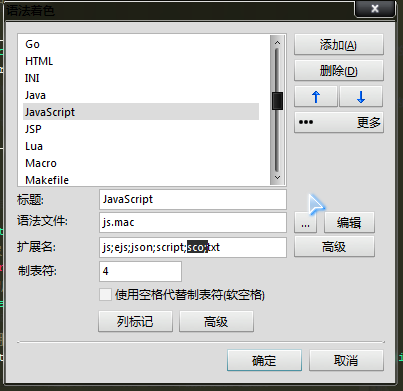 语法着色
Go
HTML
INI
Java
JavaScript
JSP
Lua
Macro
Makefile
添加(A)
删除(D)
••• 更多
标题: JavaScript
语法文件: js.mac ... 编辑
扩展名: js;ejs;json;script;sco;txt 高级
制表符: 4
使用空格代替制表符(软空格)
列标记 高级
确定 取消